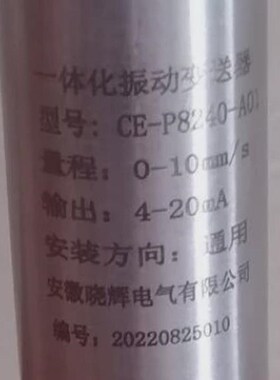 一体化振动变送器
型号: CE-P8240-A01
量程: 0-10mm/s
输出: 4-20mA
安装方向: 通用
安徽晓辉电气有限公司
编号: 20220825010